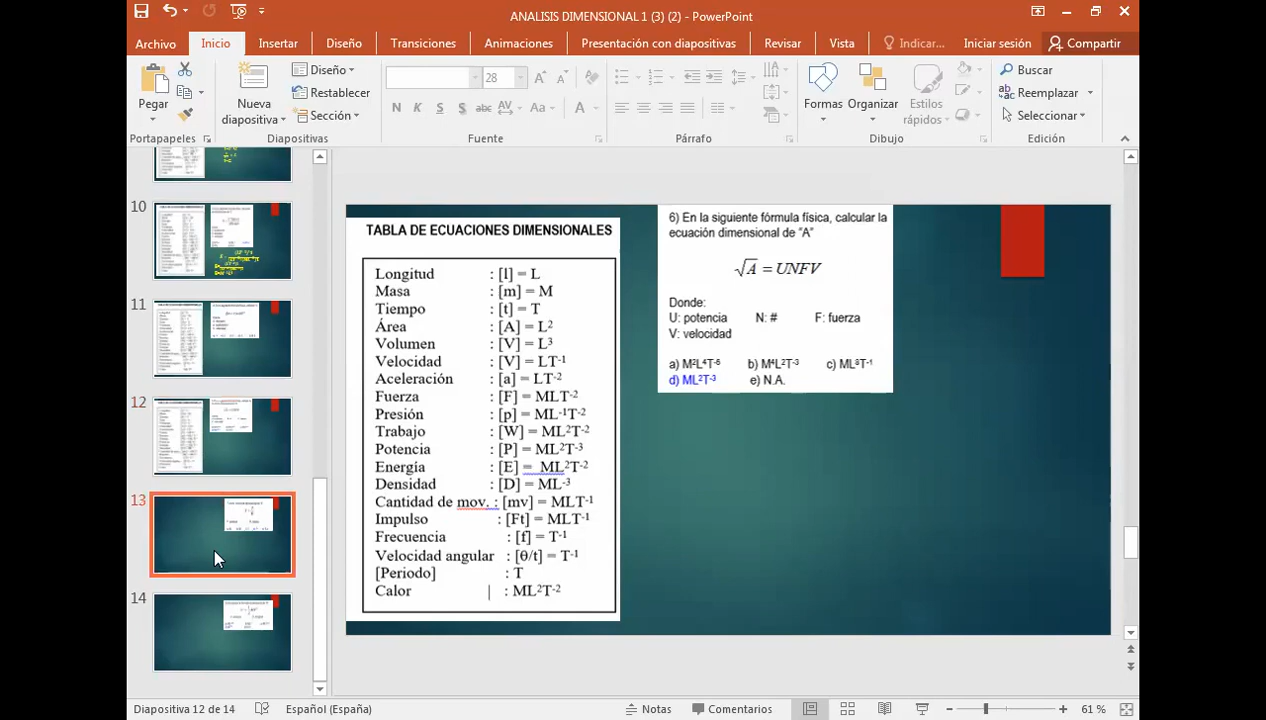 ANALISIS DIMENSIONAL 1 (3) (2) - PowerPoint
Archivo Inicio Insertar Diseño Transiciones Animaciones Presentación con diapositivas Revisar Vista Indicar... Iniciar sesión Compartir
Pegar
Nueva diapositiva
Diseño
Restablecer
Sección
28
N K S S abc AV Aa A
Formas
Organizar
Estilos rápidos
Buscar
Reemplazar
Seleccionar
Portapapeles Diapositivas Fuente Párrafo Dibujo Edición
10
11
12
13
14
TABLA DE ECUACIONES DIMENSIONALES
Longitud : [l] = L
Masa : [m] = M
Tiempo : [t] = T
Área : [A] = L²
Volumen : [V] = L³
Velocidad : [V] = LT⁻¹
Aceleración : [a] = LT⁻²
Fuerza : [F] = MLT⁻²
Presión : [p] = ML⁻¹T⁻²
Trabajo : [W] = ML²T⁻²
Potencia : [P] = ML²T⁻³
Energía : [E] = ML²T⁻²
Densidad : [D] = ML⁻³
Cantidad de mov. : [mv] = MLT⁻¹
Impulso : [Ft] = MLT⁻¹
Frecuencia : [f] = T⁻¹
Velocidad angular : [θ/t] = T⁻¹
[Periodo] : T
Calor : ML²T⁻²
6) En la siguiente fórmula física, calcular la
ecuación dimensional de "A"
√A = UNFV
Donde:
U: potencia N: # F: fuerza
V: velocidad
a) M²L⁴T⁻⁶ b) M⁴L²T⁻³ c) ML³T⁻¹
d) ML²T⁻³ e) N.A.
Diapositiva 12 de 14 Español (España) Notas Comentarios 61 %